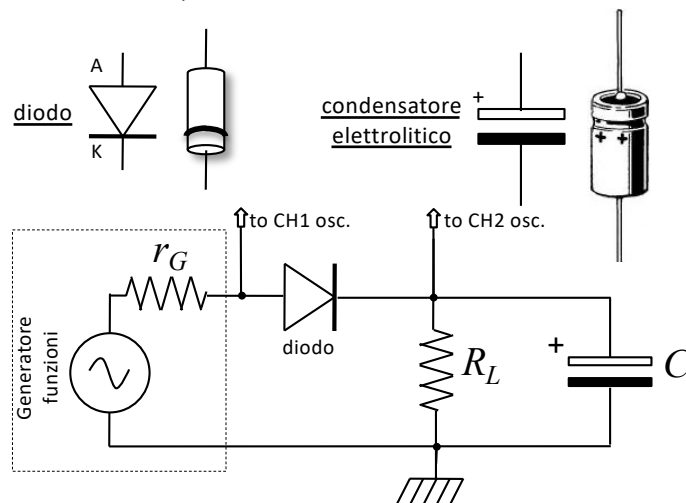 A
diodo
K
+
condensatore
elettrolitico
+ +
to CH1 osc.
to CH2 osc.
r_G
Generatore
funzioni
diodo
R_L
+
C